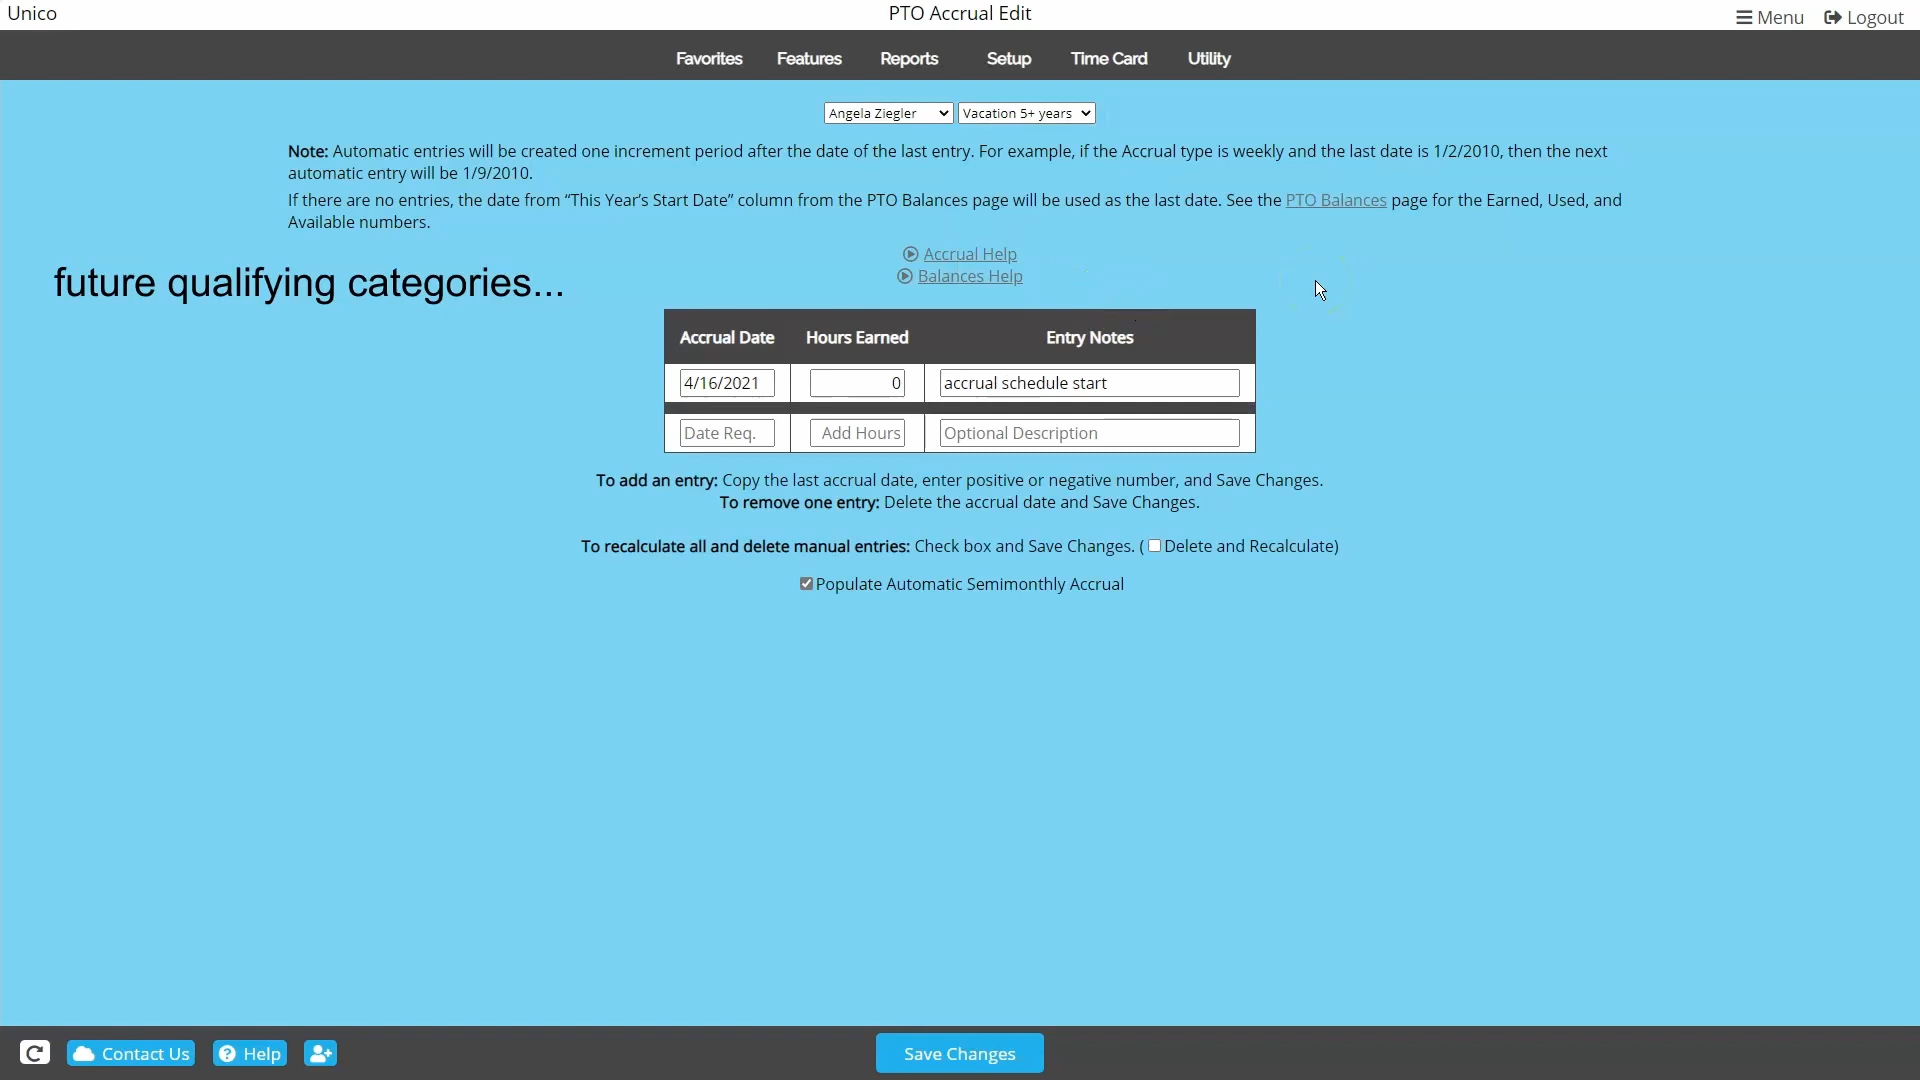 Unico
PTO Accrual Edit
Menu
Logout
Favorites
Features
Reports
Setup
Time Card
Utility
Angela Ziegler
Vacation 5+ years
Note: Automatic entries will be created one increment period after the date of the last entry. For example, if the Accrual type is weekly and the last date is 1/2/2010, then the next
automatic entry will be 1/9/2010.
If there are no entries, the date from “This Year’s Start Date” column from the PTO Balances page will be used as the last date. See the PTO Balances page for the Earned, Used, and
Available numbers.
Accrual Help
Balances Help
future qualifying categories...
Accrual Date
Hours Earned
Entry Notes
4/16/2021
0
accrual schedule start
Date Req.
Add Hours
Optional Description
To add an entry: Copy the last accrual date, enter positive or negative number, and Save Changes.
To remove one entry: Delete the accrual date and Save Changes.
To recalculate all and delete manual entries: Check box and Save Changes. ( Delete and Recalculate)
Populate Automatic Semimonthly Accrual
Contact Us
Help
Save Changes